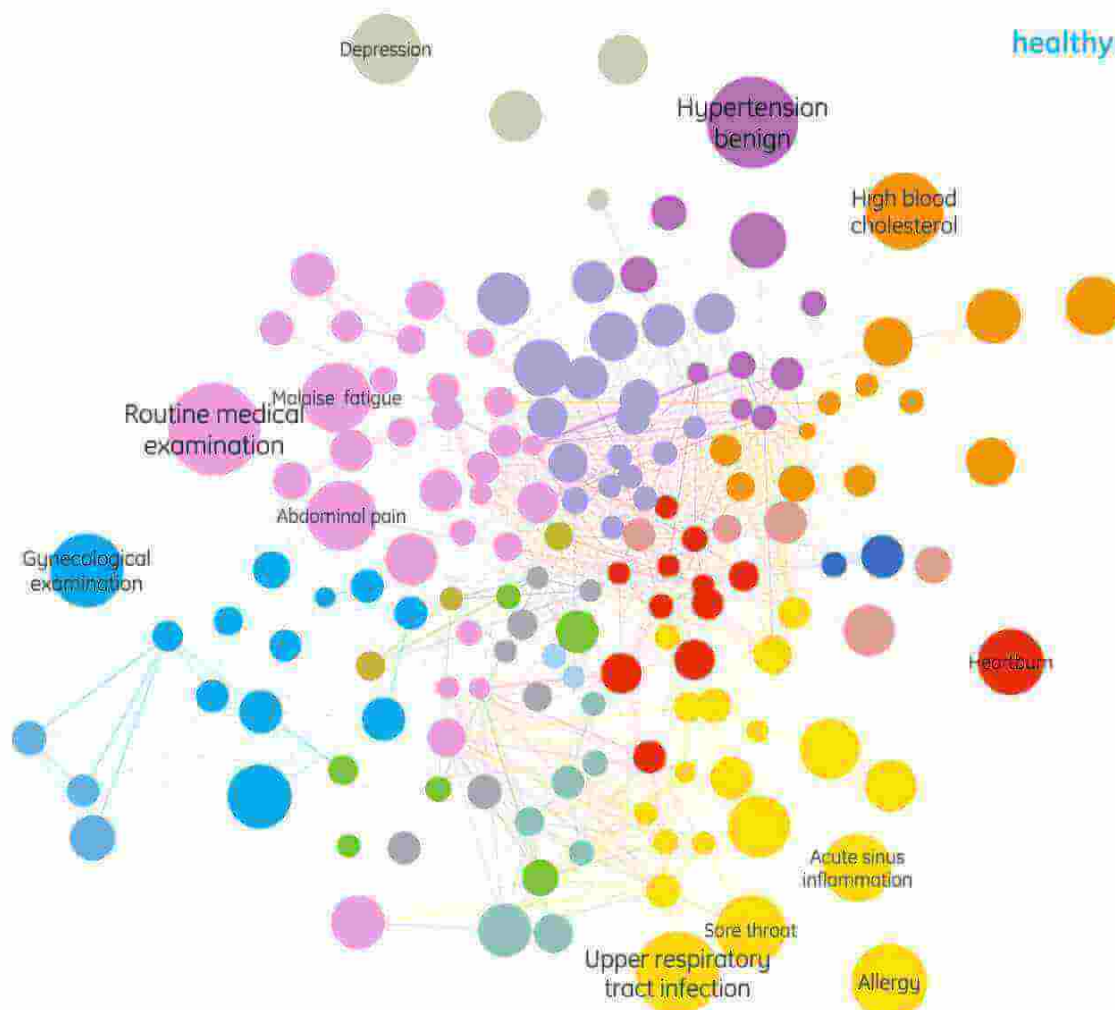 healthy
Depression
Hypertension
benign
High blood
cholesterol
Malaise fatigue
Routine medical
examination
Abdominal pain
Gynecological
examination
Heartburn
Acute sinus
inflammation
Sore throat
Upper respiratory
tract infection
Allergy